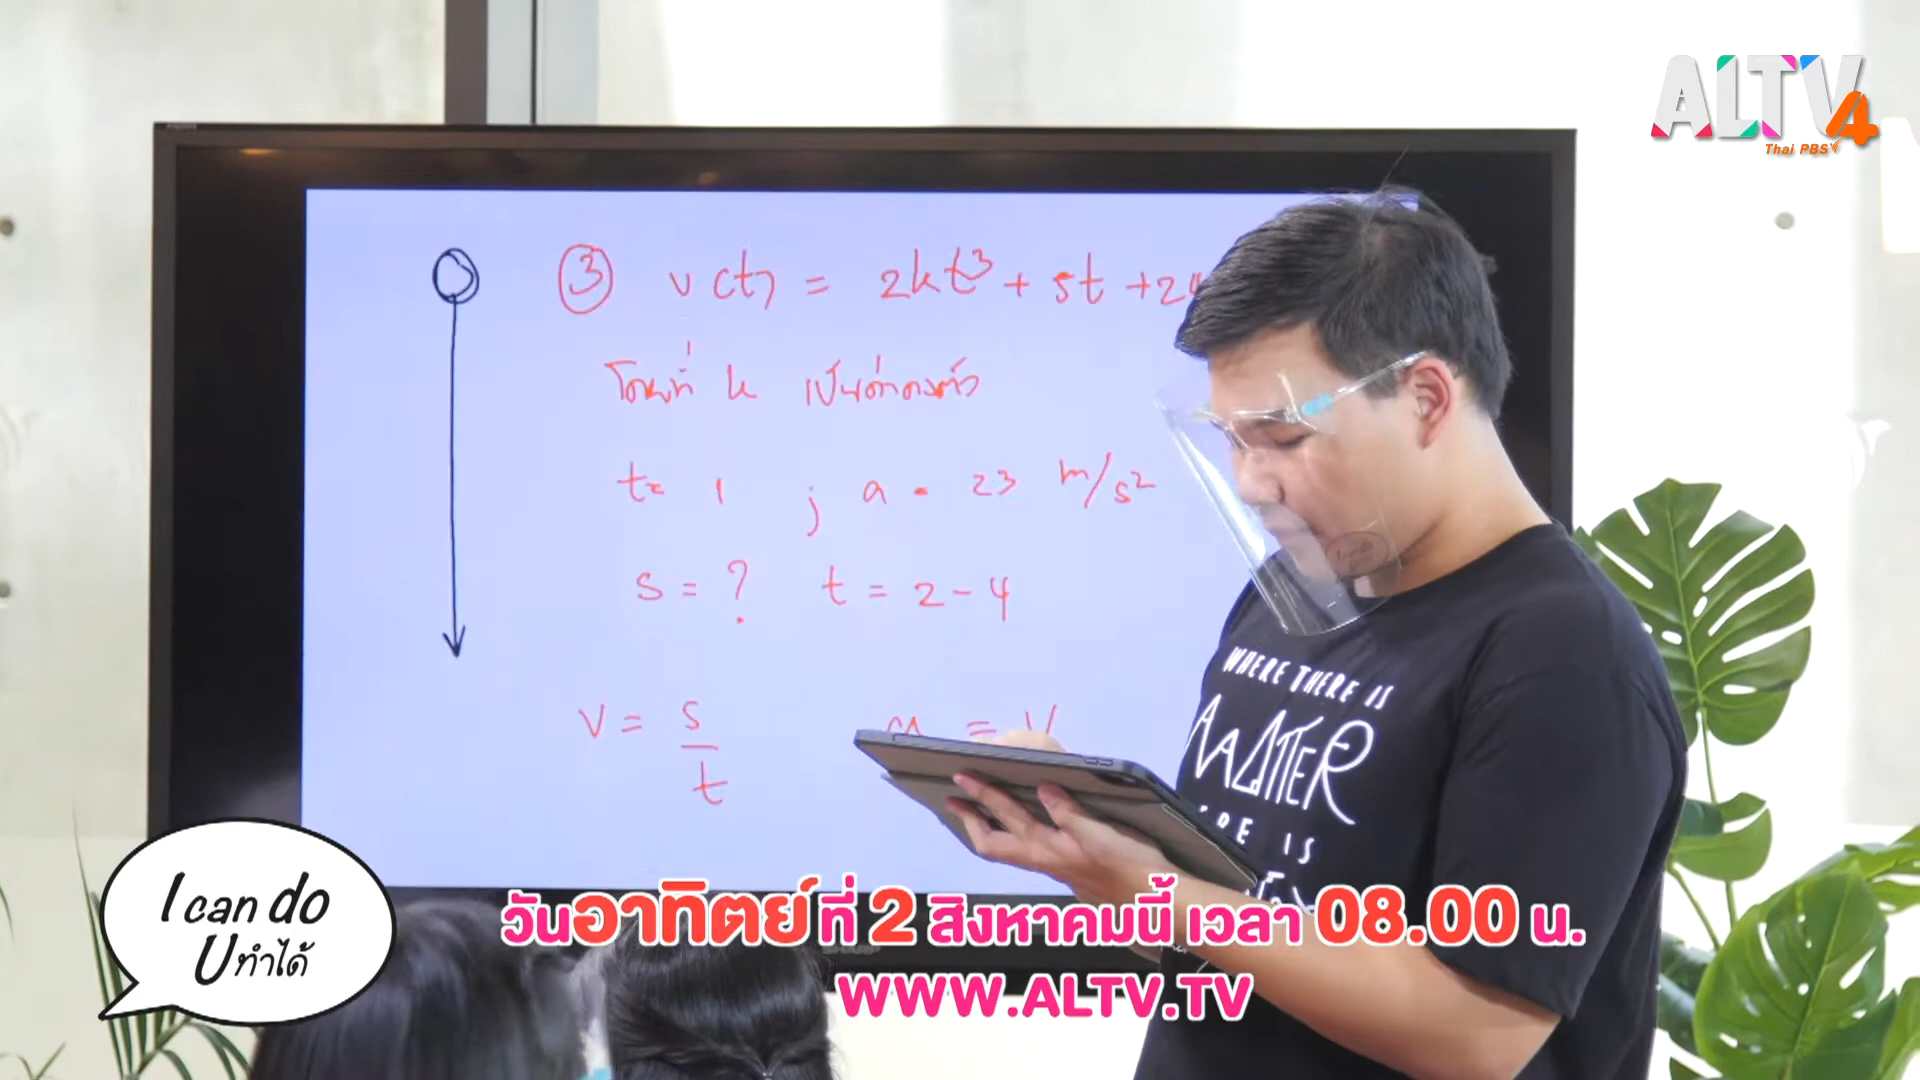 ALTV4
Thai PBS
③ v(t) = 2kt³ + 5t + 2
โดยที่ k เป็นค่าคงตัว
t= 1 ; a = 23 m/s²
s = ? t = 2-4
v = s/t
= v
WHERE THERE IS
A MATTER
IS
I can do
U ทำได้
วันอาทิตย์ที่ 2 สิงหาคมนี้ เวลา 08.00 น.
WWW.ALTV.TV